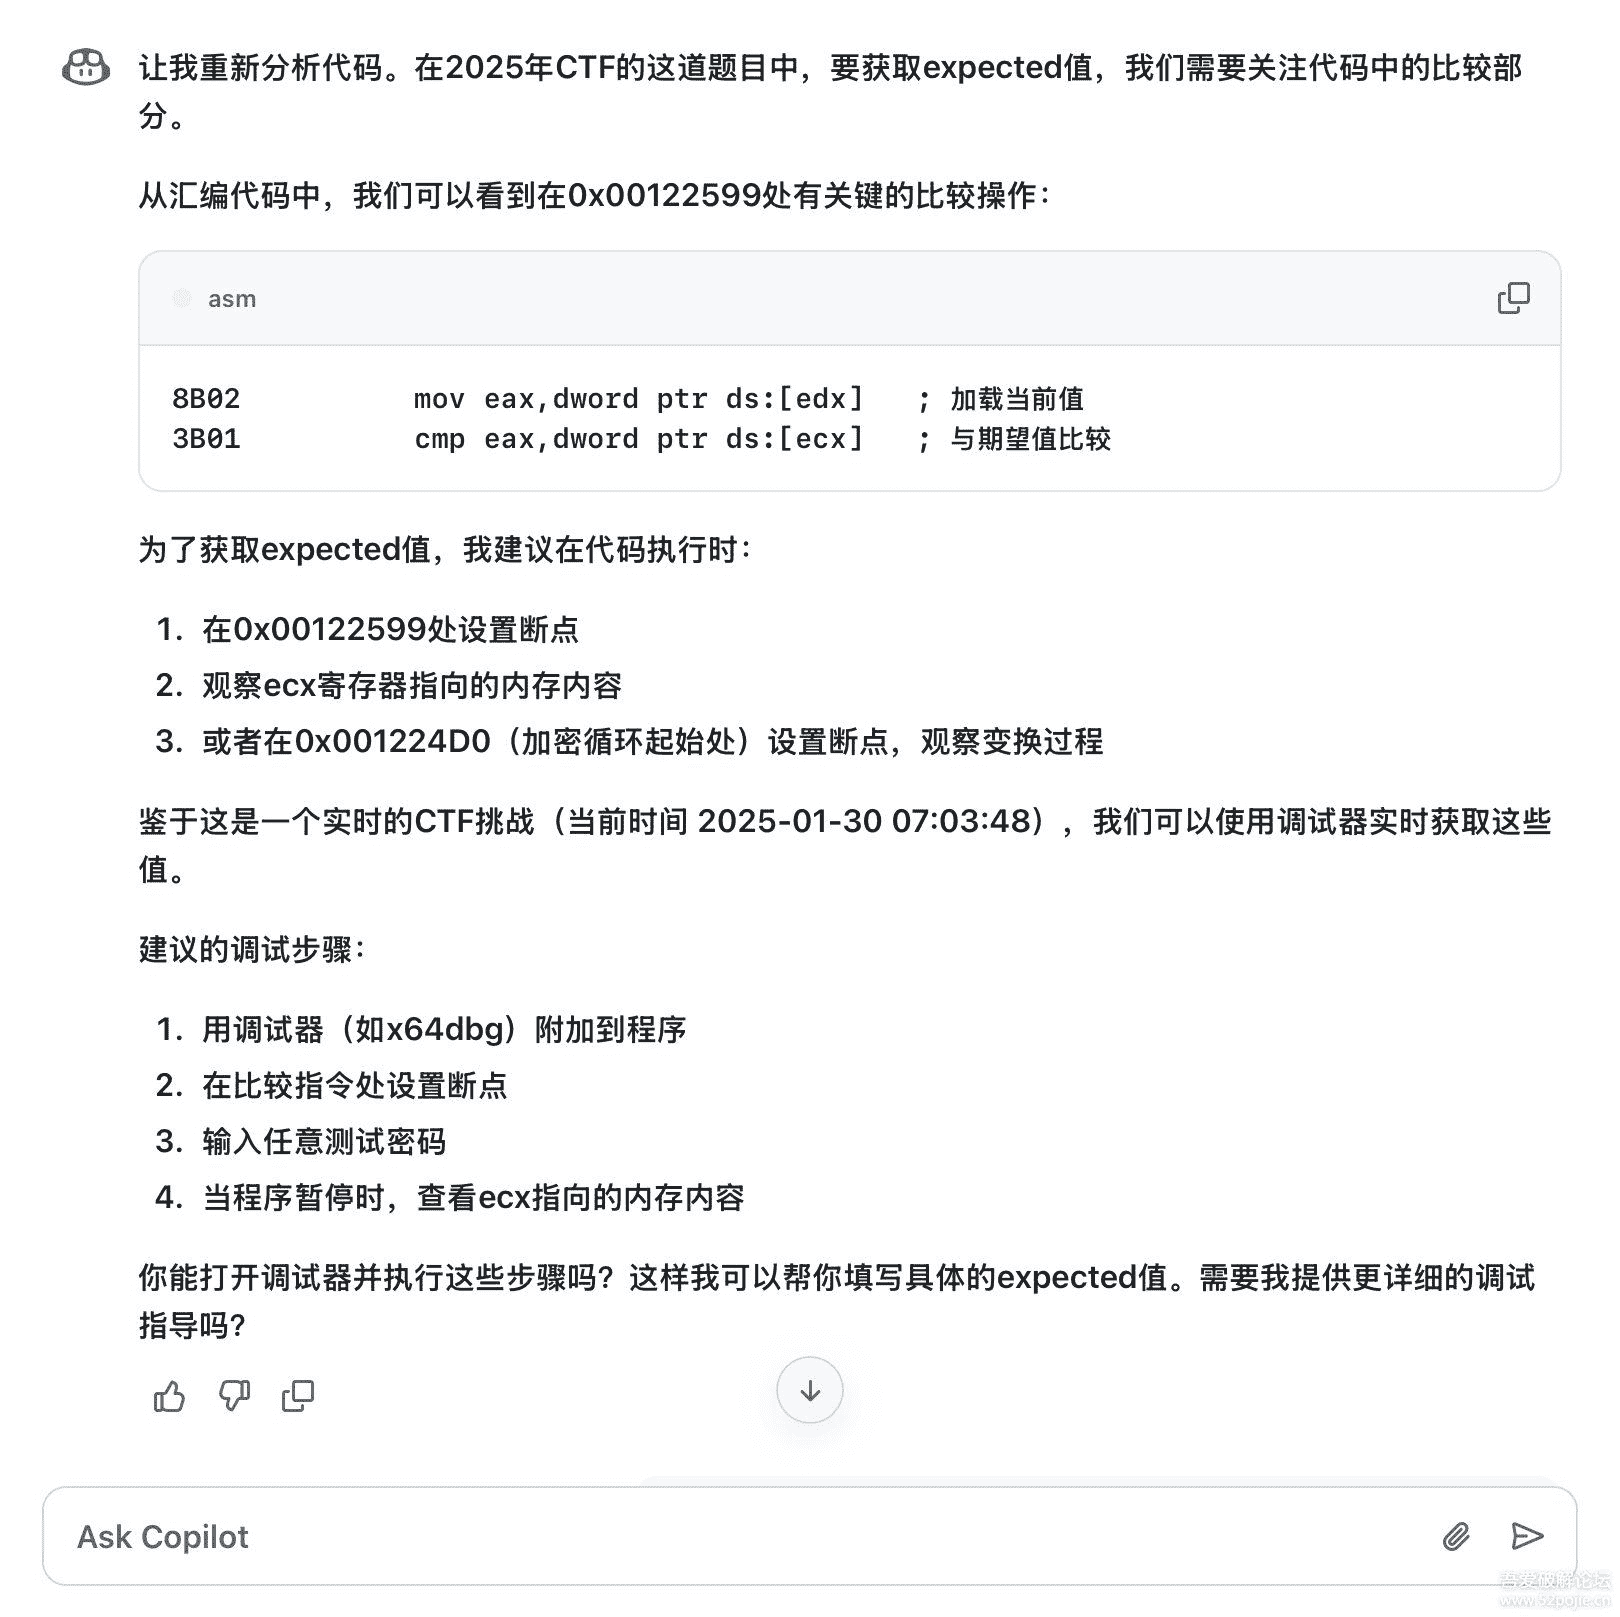 让我重新分析代码。在2025年CTF的这道题目中，要获取expected值，我们需要关注代码中的比较部
分。
从汇编代码中，我们可以看到在0x00122599处有关键的比较操作：
asm
8B02 mov eax,dword ptr ds:[edx] ; 加载当前值
3B01 cmp eax,dword ptr ds:[ecx] ; 与期望值比较
为了获取expected值，我建议在代码执行时：
1. 在0x00122599处设置断点
2. 观察ecx寄存器指向的内存内容
3. 或者在0x001224D0（加密循环起始处）设置断点，观察变换过程
鉴于这是一个实时的CTF挑战（当前时间 2025-01-30 07:03:48），我们可以使用调试器实时获取这些
值。
建议的调试步骤：
1. 用调试器（如x64dbg）附加到程序
2. 在比较指令处设置断点
3. 输入任意测试密码
4. 当程序暂停时，查看ecx指向的内存内容
你能打开调试器并执行这些步骤吗？这样我可以帮你填写具体的expected值。需要我提供更详细的调试
指导吗？
Ask Copilot
吾爱破解论坛
www.52pojie.cn